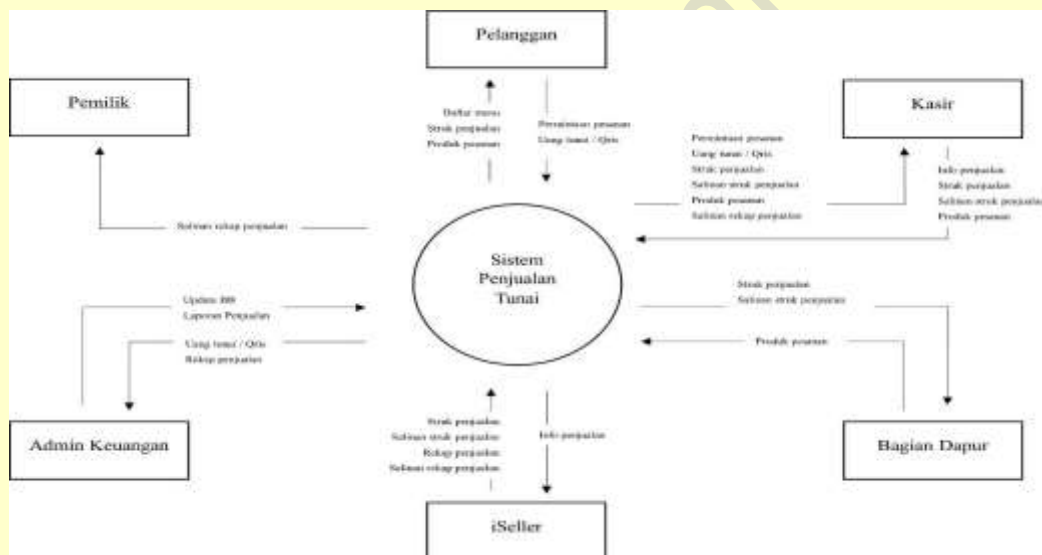 Pelanggan
Pemilik
Kasir
Daftar menu
Struk penjualan
Produk pesanan
Permintaan pesanan
Uang tunai / Qris
Permintaan pesanan
Uang tunai / Qris
Struk penjualan
Salinan struk penjualan
Produk pesanan
Salinan rekap penjualan
Info penjualan
Struk penjualan
Salinan struk penjualan
Produk pesanan
Salinan rekap penjualan
Sistem
Penjualan
Tunai
Update BB
Laporan Penjualan
Uang tunai / Qris
Rekap penjualan
Struk penjualan
Salinan struk penjualan
Produk pesanan
Admin Keuangan
Struk penjualan
Salinan struk penjualan
Rekap penjualan
Salinan rekap penjualan
Info penjualan
Bagian Dapur
iSeller